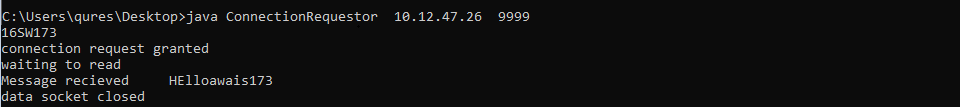 C:\Users\qures\Desktop>java ConnectionRequestor  10.12.47.26  9999
16SW173
connection request granted
waiting to read
Message recieved     HElloawais173
data socket closed